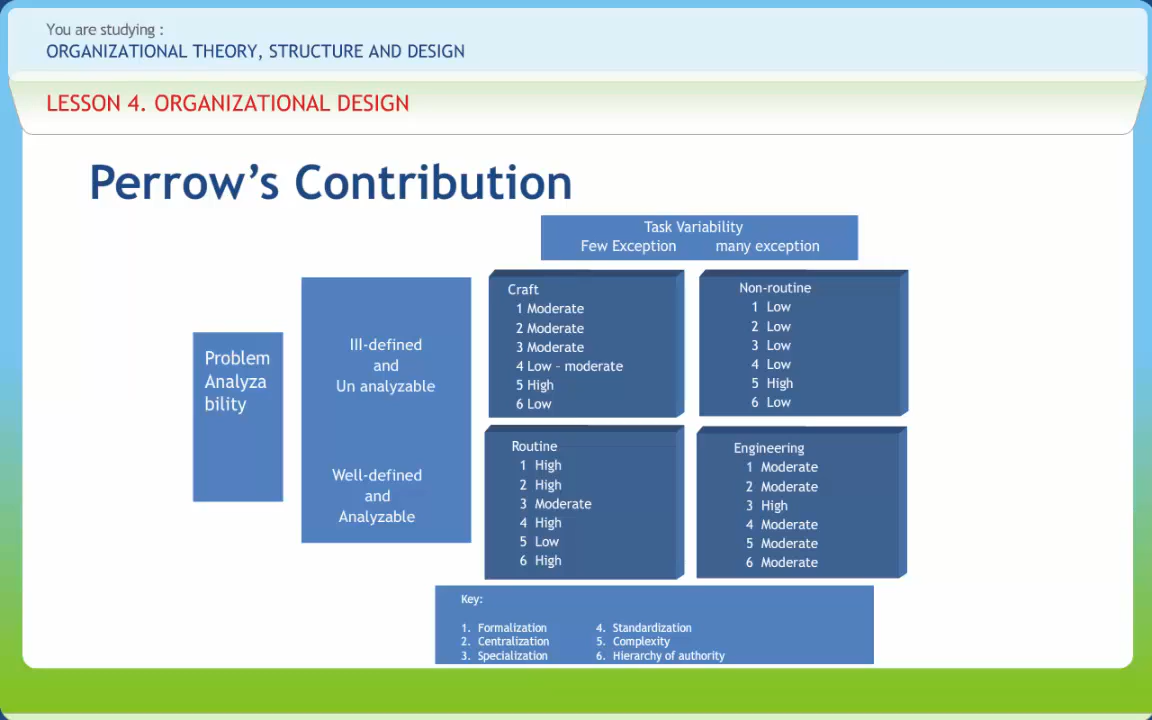 You are studying :
ORGANIZATIONAL THEORY, STRUCTURE AND DESIGN
LESSON 4. ORGANIZATIONAL DESIGN
Perrow’s Contribution
Task Variability
Few Exception many exception
Problem
Analyza
bility
Ill-defined
and
Un analyzable
Well-defined
and
Analyzable
Craft
1 Moderate
2 Moderate
3 Moderate
4 Low – moderate
5 High
6 Low
Non-routine
1 Low
2 Low
3 Low
4 Low
5 High
6 Low
Routine
1 High
2 High
3 Moderate
4 High
5 Low
6 High
Engineering
1 Moderate
2 Moderate
3 High
4 Moderate
5 Moderate
6 Moderate
Key:
1. Formalization 4. Standardization
2. Centralization 5. Complexity
3. Specialization 6. Hierarchy of authority